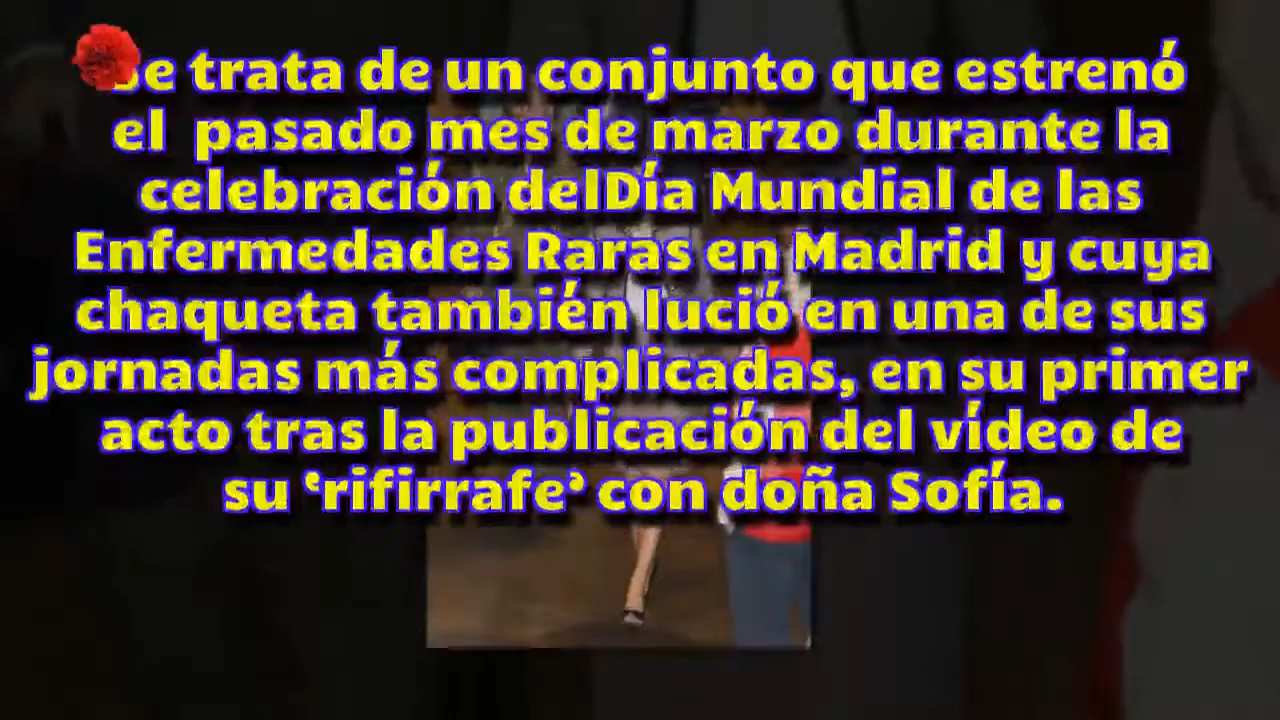 Se trata de un conjunto que estrenó
el pasado mes de marzo durante la
celebración delDía Mundial de las
Enfermedades Raras en Madrid y cuya
chaqueta también lució en una de sus
jornadas más complicadas, en su primer
acto tras la publicación del vídeo de
su ‘rifirrafe’ con doña Sofía.